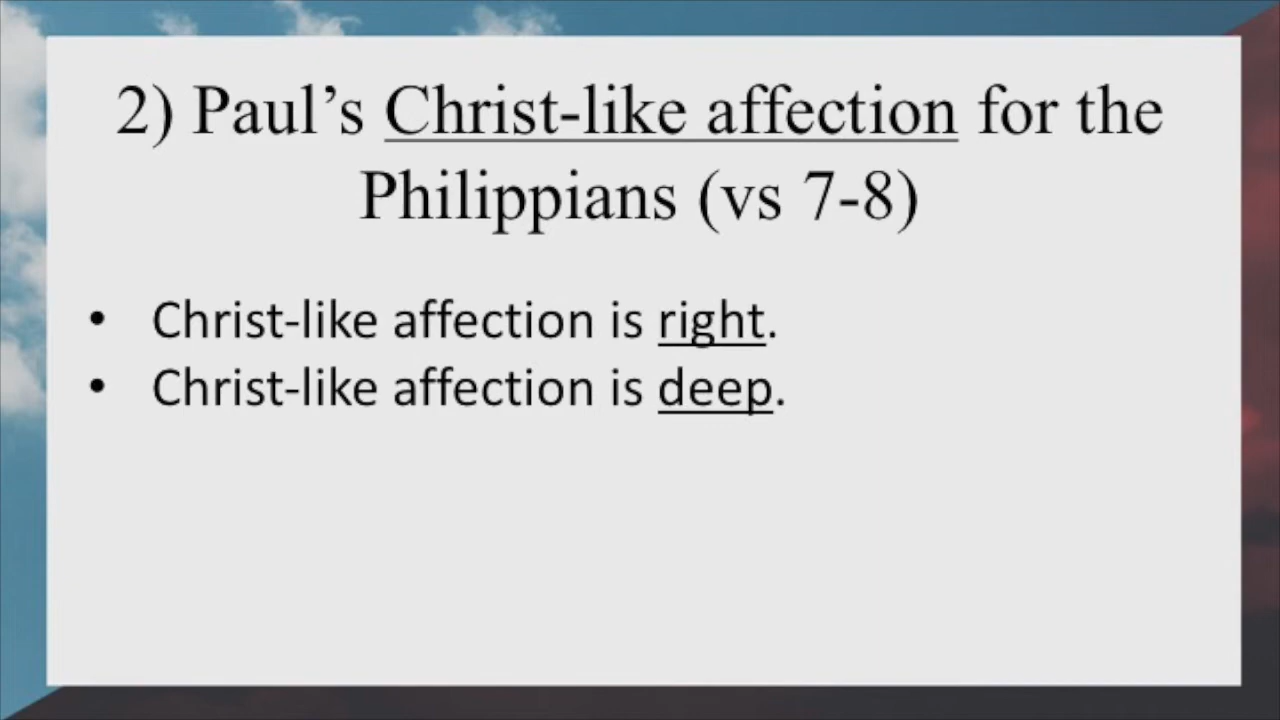 2) Paul’s Christ-like affection for the
Philippians (vs 7-8)
• Christ-like affection is right.
• Christ-like affection is deep.